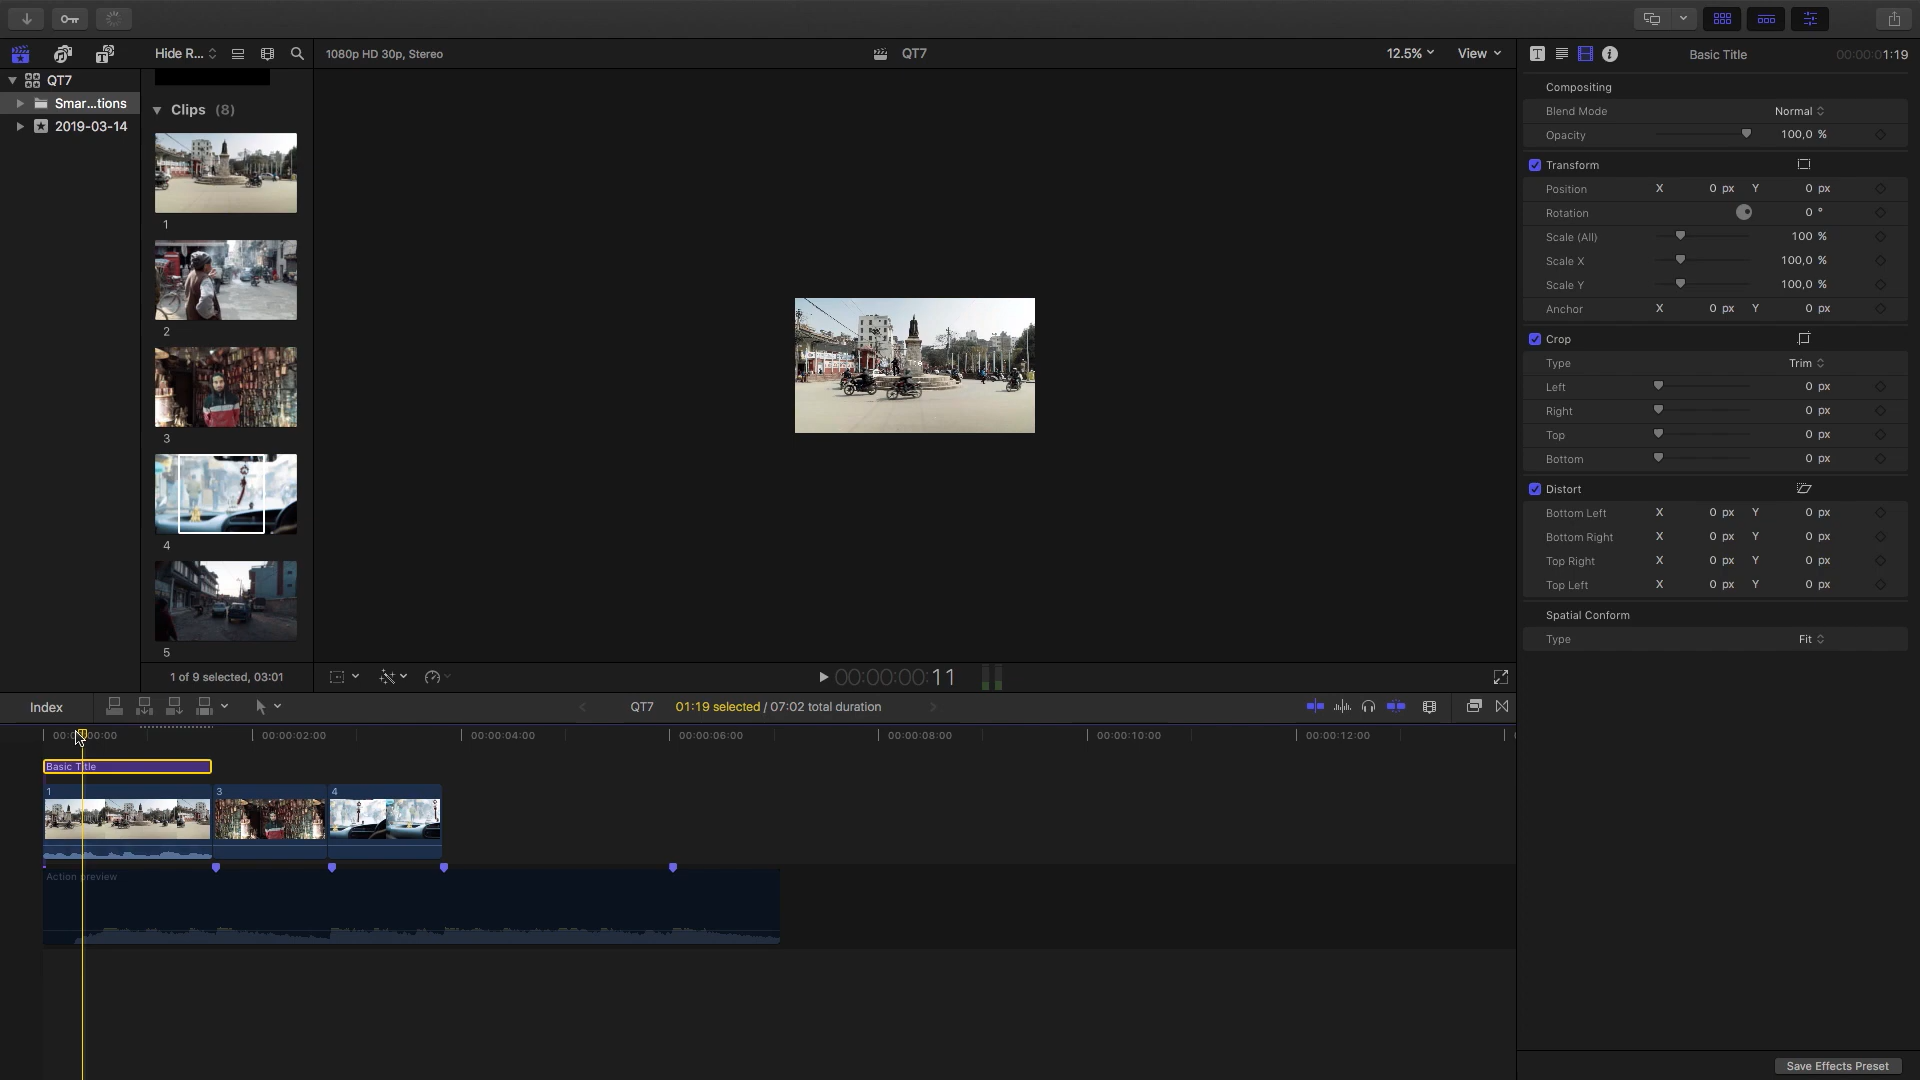 Hide R...
1080p HD 30p, Stereo
QT7
12.5%
View
Basic Title
00:00:01:19
QT7
Smar...tions
2019-03-14
Clips (8)
1
2
3
4
5
1 of 9 selected, 03:01
00:00:00:11
Compositing
Blend Mode Normal
Opacity 100,0 %
Transform
Position X 0 px Y 0 px
Rotation 0 °
Scale (All) 100 %
Scale X 100,0 %
Scale Y 100,0 %
Anchor X 0 px Y 0 px
Crop
Type Trim
Left 0 px
Right 0 px
Top 0 px
Bottom 0 px
Distort
Bottom Left X 0 px Y 0 px
Bottom Right X 0 px Y 0 px
Top Right X 0 px Y 0 px
Top Left X 0 px Y 0 px
Spatial Conform
Type Fit
Index
QT7
01:19 selected / 07:02 total duration
00:00:02:00
00:00:04:00
00:00:06:00
00:00:08:00
00:00:10:00
00:00:12:00
Basic Title
1
3
4
Action preview
Save Effects Preset